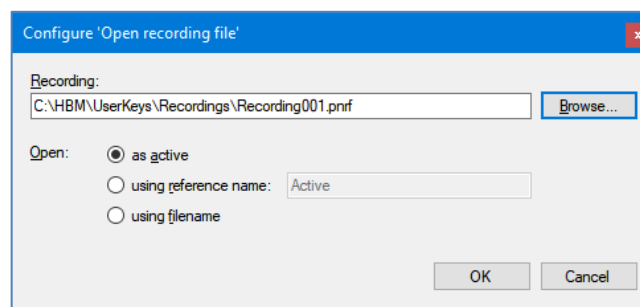 Configure 'Open recording file'
Recording:
C:\HBM\UserKeys\Recordings\Recording001.pnrf
Browse...
Open:
as active
using reference name:
Active
using filename
OK
Cancel